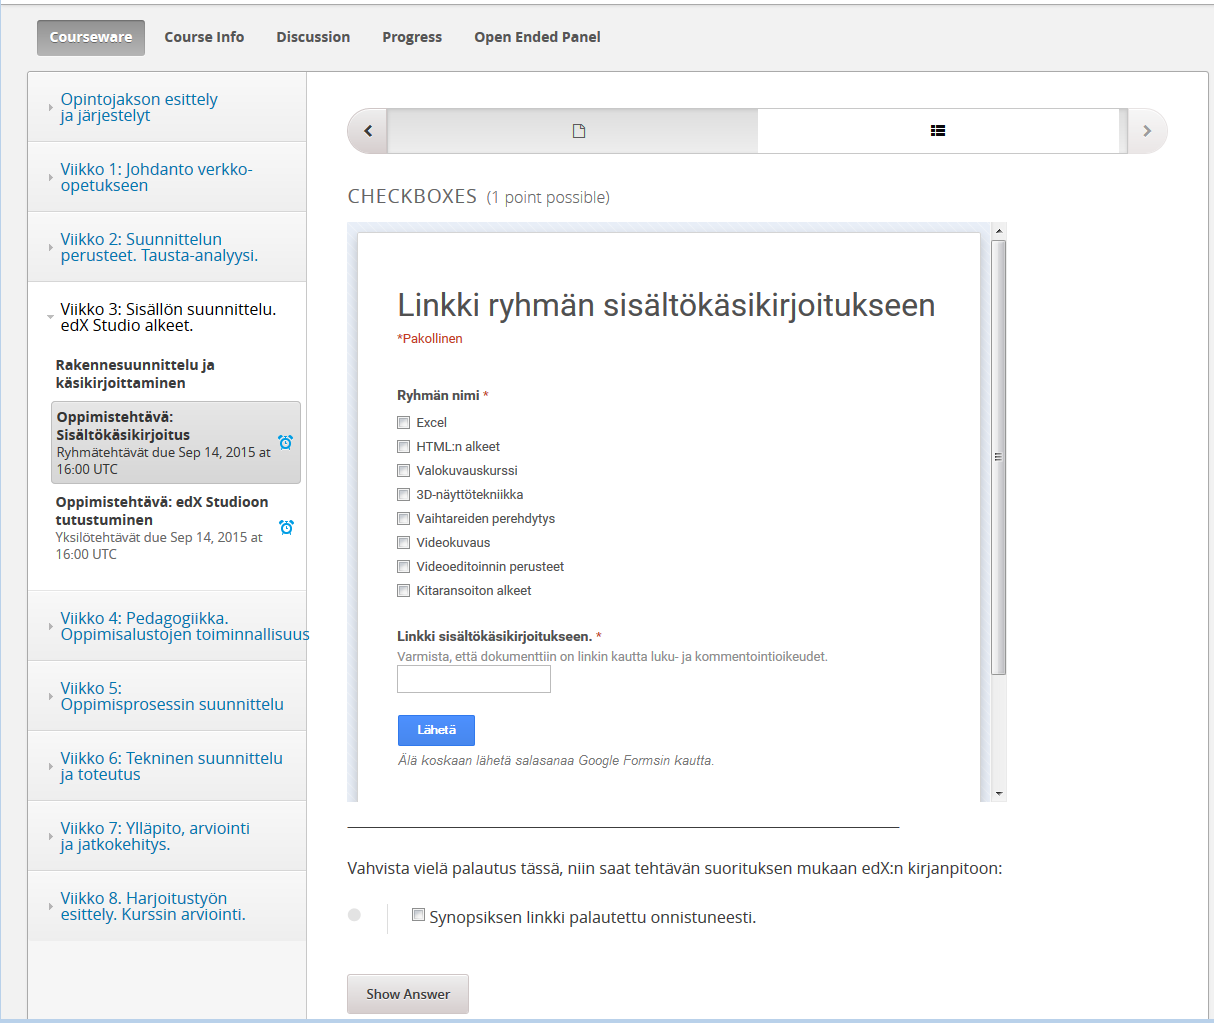 Courseware Course Info Discussion Progress Open Ended Panel
Opintojakson esittely
ja järjestelyt
Viikko 1: Johdanto verkko-
opetukseen
Viikko 2: Suunnittelun
perusteet. Tausta-analyysi.
Viikko 3: Sisällön suunnittelu.
edX Studio alkeet.
Rakennesuunnittelu ja
käsikirjoittaminen
Oppimistehtävä:
Sisältökäsikirjoitus
Ryhmätehtävät due Sep 14, 2015 at
16:00 UTC
Oppimistehtävä: edX Studioon
tutustuminen
Yksilötehtävät due Sep 14, 2015 at
16:00 UTC
Viikko 4: Pedagogiikka.
Oppimisalustojen toiminnallisuus
Viikko 5:
Oppimisprosessin suunnittelu
Viikko 6: Tekninen suunnittelu
ja toteutus
Viikko 7: Ylläpito, arviointi
ja jatkokehitys.
Viikko 8. Harjoitustyön
esittely. Kurssin arviointi.
CHECKBOXES (1 point possible)
Linkki ryhmän sisältökäsikirjoitukseen
*Pakollinen
Ryhmän nimi *
Excel
HTML:n alkeet
Valokuvauskurssi
3D-näyttötekniikka
Vaihtareiden perehdytys
Videokuvaus
Videoeditoinnin perusteet
Kitaransoiton alkeet
Linkki sisältökäsikirjoitukseen. *
Varmista, että dokumenttiin on linkin kautta luku- ja kommentointioikeudet.
Lähetä
Älä koskaan lähetä salasanaa Google Formsin kautta.
Vahvista vielä palautus tässä, niin saat tehtävän suorituksen mukaan edX:n kirjanpitoon:
Synopsiksen linkki palautettu onnistuneesti.
Show Answer